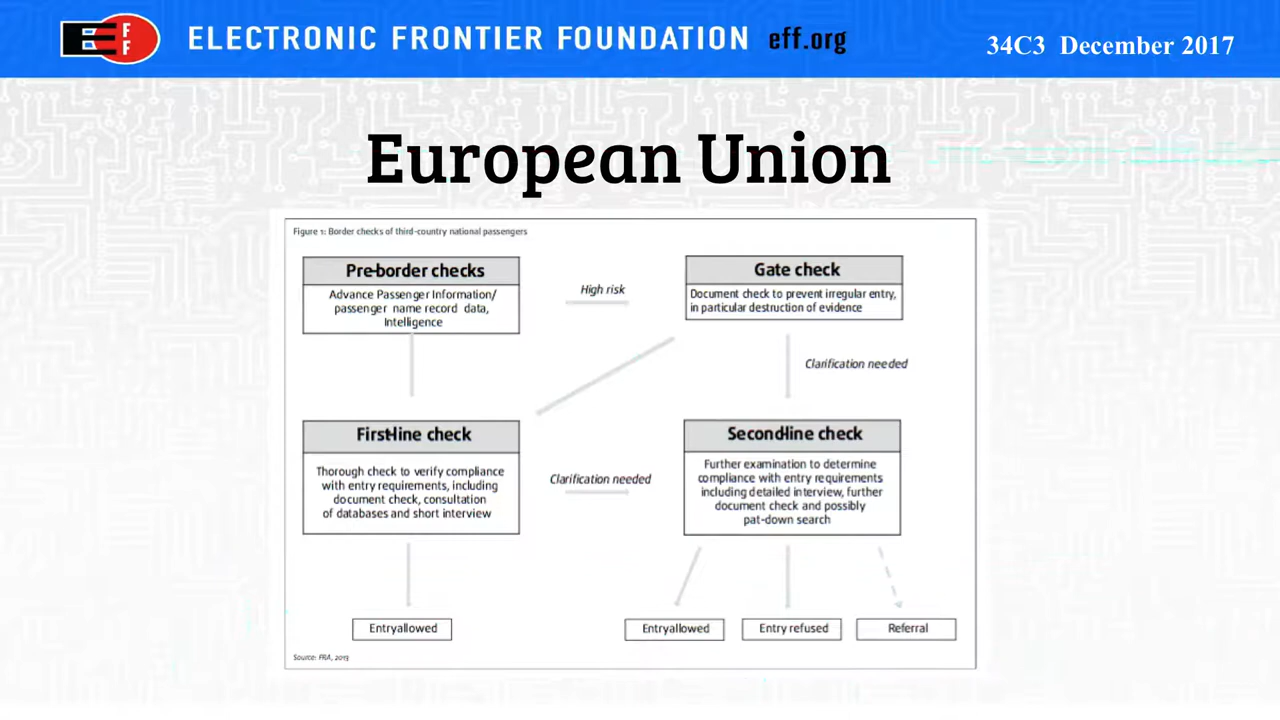 EFF
ELECTRONIC FRONTIER FOUNDATION eff.org
34C3 December 2017
European Union
Figure 1: Border checks of third-country national passengers
Pre-border checks
Advance Passenger Information/
passenger name record data,
Intelligence
High risk
Gate check
Document check to prevent irregular entry,
in particular destruction of evidence
Clarification needed
First-line check
Thorough check to verify compliance
with entry requirements, including
document check, consultation
of databases and short interview
Clarification needed
Second-line check
Further examination to determine
compliance with entry requirements
including detailed interview, further
document check and possibly
pat-down search
Entry allowed
Entry allowed
Entry refused
Referral
Source: FRA, 2013